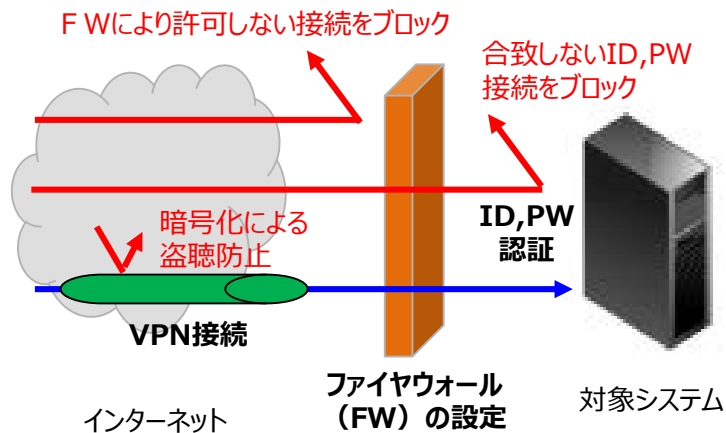 ＦＷにより許可しない接続をブロック
合致しないID,PW
接続をブロック
暗号化による
盗聴防止
ID,PW
認証
VPN接続
ファイヤウォール
（FW）の設定
対象システム
インターネット